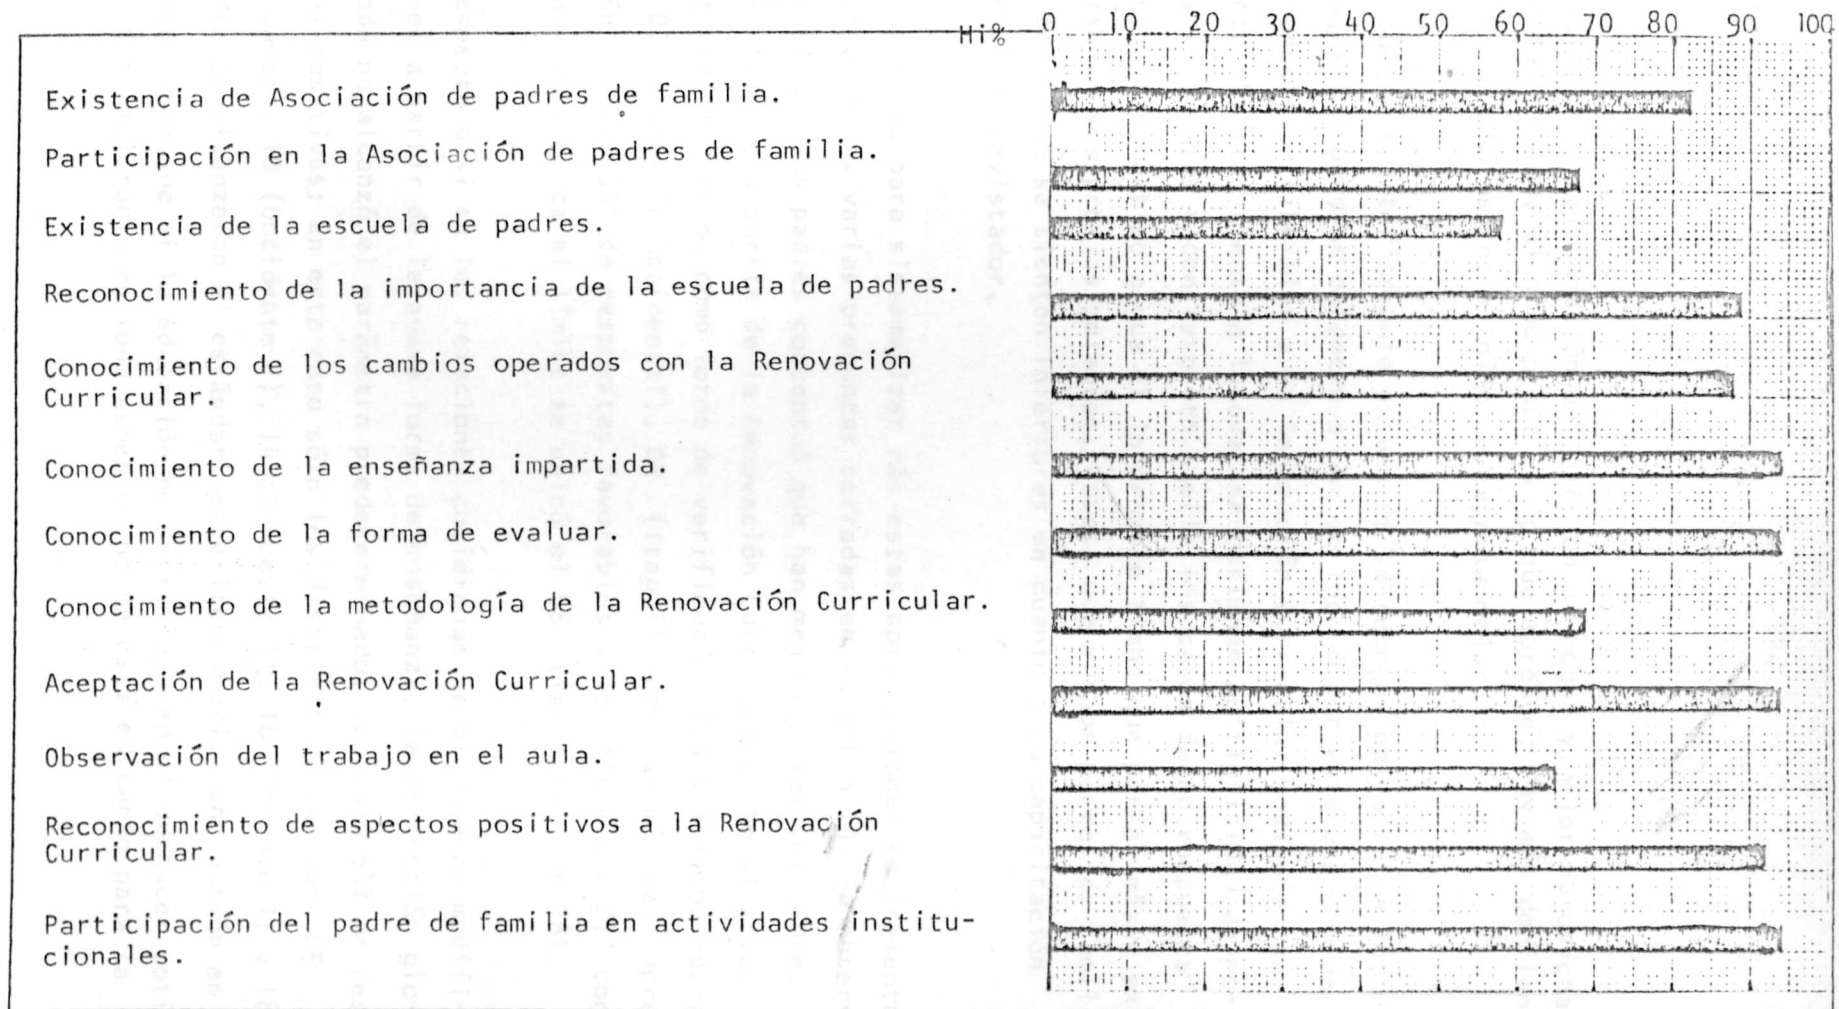 Hi% 0 10 20 30 40 50 60 70 80 90 100
Existencia de Asociación de padres de familia.
Participación en la Asociación de padres de familia.
Existencia de la escuela de padres.
Reconocimiento de la importancia de la escuela de padres.
Conocimiento de los cambios operados con la Renovación
Curricular.
Conocimiento de la enseñanza impartida.
Conocimiento de la forma de evaluar.
Conocimiento de la metodología de la Renovación Curricular.
Aceptación de la Renovación Curricular.
Observación del trabajo en el aula.
Reconocimiento de aspectos positivos a la Renovación
Curricular.
Participación del padre de familia en actividades institu-
cionales.